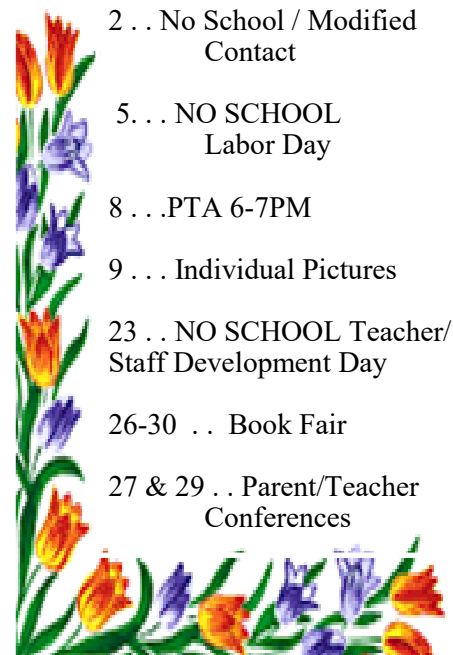 2 . . No School / Modified
Contact
5. . . NO SCHOOL
Labor Day
8 . . .PTA 6-7PM
9 . . . Individual Pictures
23 . . NO SCHOOL Teacher/
Staff Development Day
26-30 . . Book Fair
27 & 29 . . Parent/Teacher
Conferences